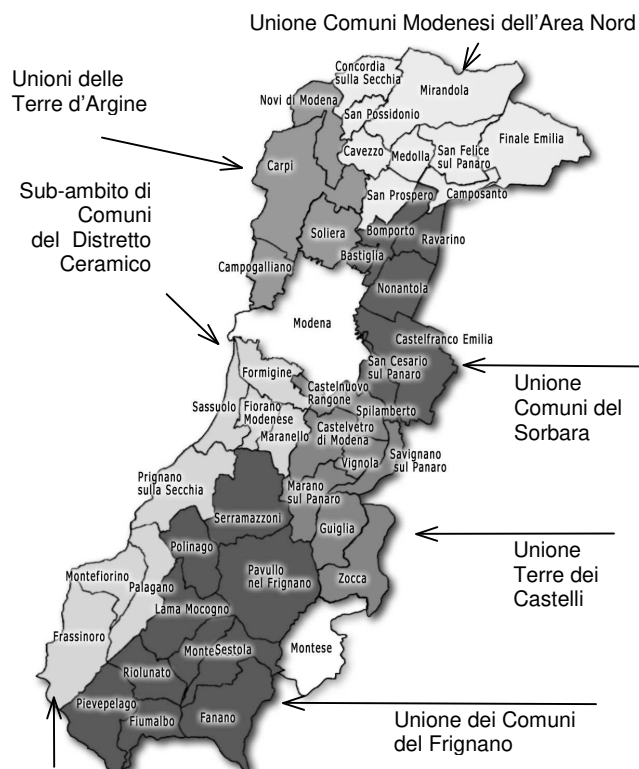 Unione Comuni Modenesi dell'Area Nord
Unioni delle
Terre d'Argine
Sub-ambito di
Comuni
del Distretto
Ceramico
Concordia
sulla Secchia
Mirandola
Novi di Modena
San Possidonio
Finale Emilia
Cavezzo
Medolla
San Felice
sul Panaro
Carpi
San Prospero
Camposanto
Soliera
Bomporto
Ravarino
Bastiglia
Campogalliano
Nonantola
Modena
Castelfranco Emilia
San Cesario
sul Panaro
Formigine
Castelnuovo
Rangone
Unione
Comuni del
Sorbara
Sassuolo
Fiorano
Modenese
Spilamberto
Maranello
Castelvetro
di Modena
Savignano
sul Panaro
Vignola
Prignano
sulla Secchia
Marano
sul Panaro
Serramazzoni
Guiglia
Polinago
Unione
Terre dei
Castelli
Montefiorino
Palagano
Pavullo
nel Frignano
Zocca
Lama Mocogno
Frassinoro
MonteSestola
Montese
Riolunato
Pievepelago
Fiumalbo
Fanano
Unione dei Comuni
del Frignano